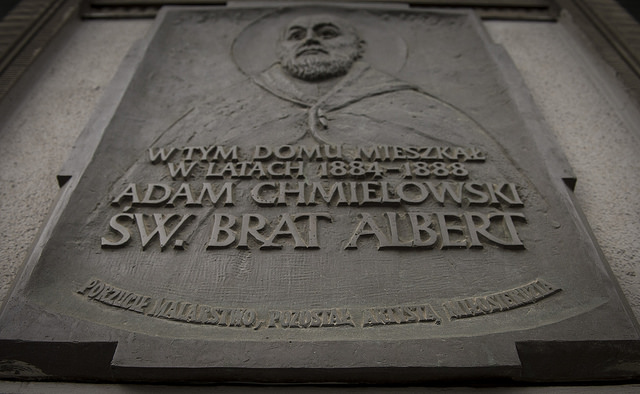 W TYM DOMU MIESZKAŁ
W LATACH 1884–1888
ADAM CHMIELOWSKI
ŚW. BRAT ALBERT
PORZUCIŁ MALARSTWO, POZOSTAŁ ARTYSTĄ MIŁOSIERDZIA